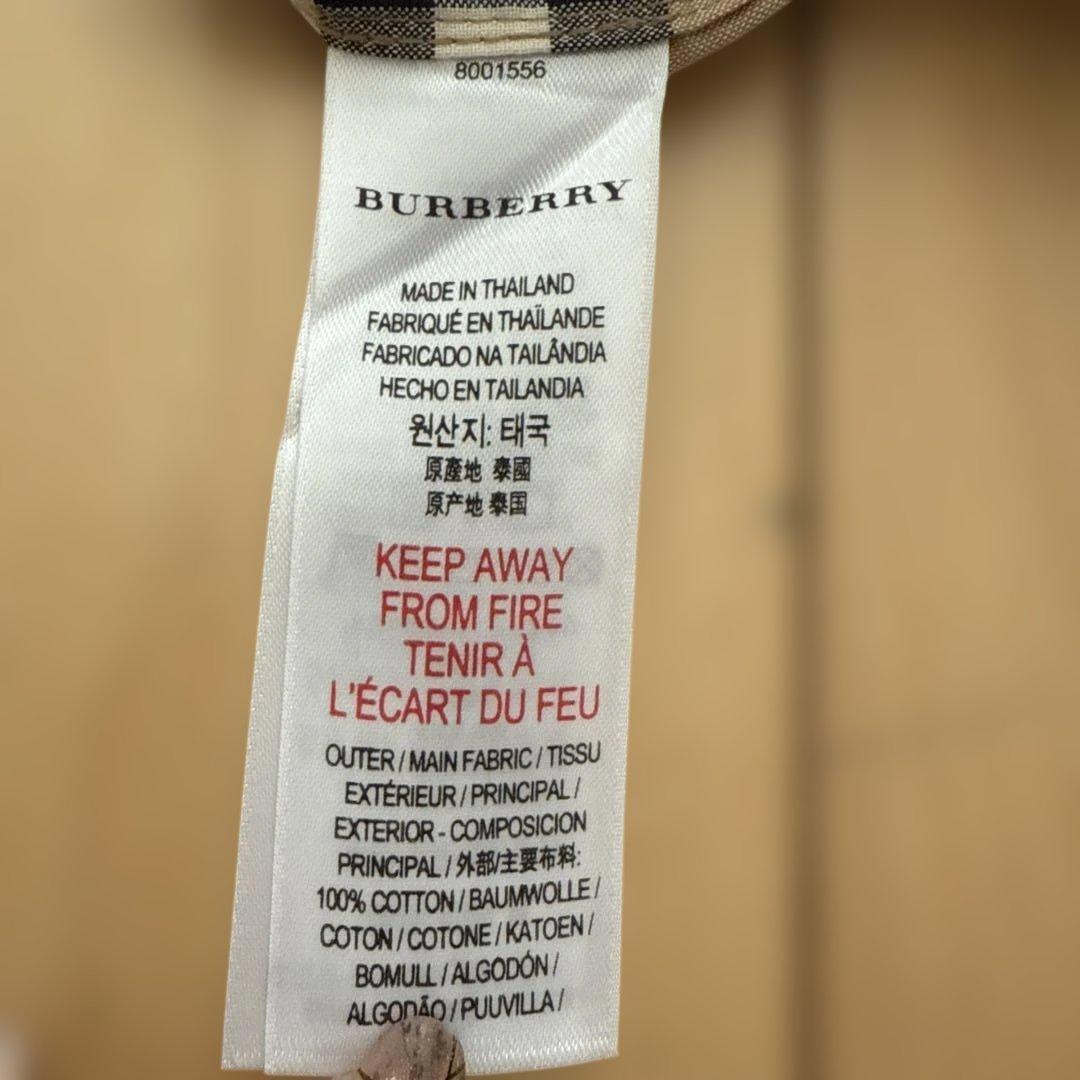 8001556
BURBERRY
MADE IN THAILAND
FABRIQUÉ EN THAÏLANDE
FABRICADO NA TAILÂNDIA
HECHO EN TAILANDIA
원산지: 태국
原產地 泰國
原产地 泰国
KEEP AWAY
FROM FIRE
TENIR À
L'ÉCART DU FEU
OUTER / MAIN FABRIC / TISSU
EXTÉRIEUR / PRINCIPAL /
EXTERIOR - COMPOSICION
PRINCIPAL / 外部/主要布料:
100% COTTON / BAUMWOLLE /
COTON / COTONE / KATOEN /
BOMULL / ALGODÓN /
ALGODÃO / PUUVILLA /